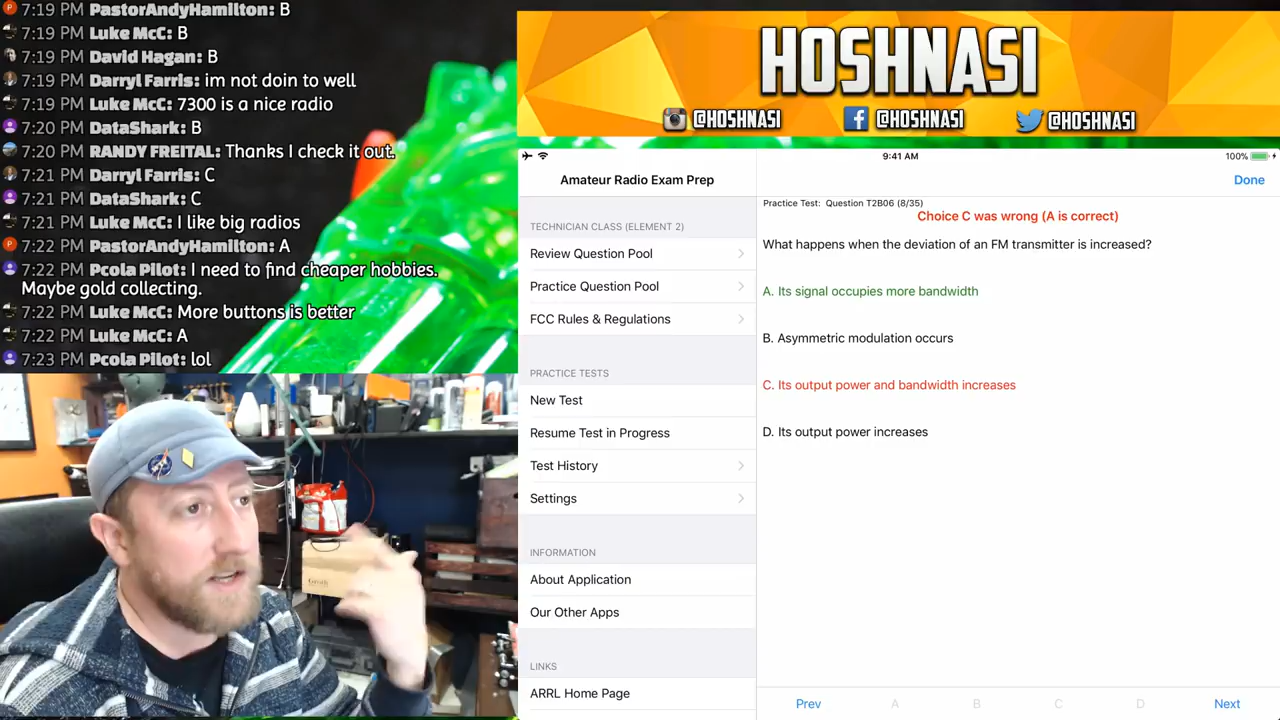 7:19 PM PastorAndyHamilton: B
7:19 PM Luke McC: B
7:19 PM David Hagan: B
7:19 PM Darryl Farris: im not doin to well
7:19 PM Luke McC: 7300 is a nice radio
7:20 PM DataShark: B
7:20 PM RANDY FREITAL: Thanks I check it out.
7:21 PM Darryl Farris: C
7:21 PM DataShark: C
7:21 PM Luke McC: I like big radios
7:22 PM PastorAndyHamilton: A
7:22 PM Pcola Pilot: I need to find cheaper hobbies.
Maybe gold collecting.
7:22 PM Luke McC: More buttons is better
7:22 PM Luke McC: A
7:23 PM Pcola Pilot: lol
HOSHNASI
@HOSHNASI @HOSHNASI @HOSHNASI
9:41 AM 100%
Amateur Radio Exam Prep
TECHNICIAN CLASS (ELEMENT 2)
Review Question Pool
Practice Question Pool
FCC Rules & Regulations
PRACTICE TESTS
New Test
Resume Test in Progress
Test History
Settings
INFORMATION
About Application
Our Other Apps
LINKS
ARRL Home Page
Done
Practice Test: Question T2B06 (8/35)
Choice C was wrong (A is correct)
What happens when the deviation of an FM transmitter is increased?
A. Its signal occupies more bandwidth
B. Asymmetric modulation occurs
C. Its output power and bandwidth increases
D. Its output power increases
Prev A B C D Next